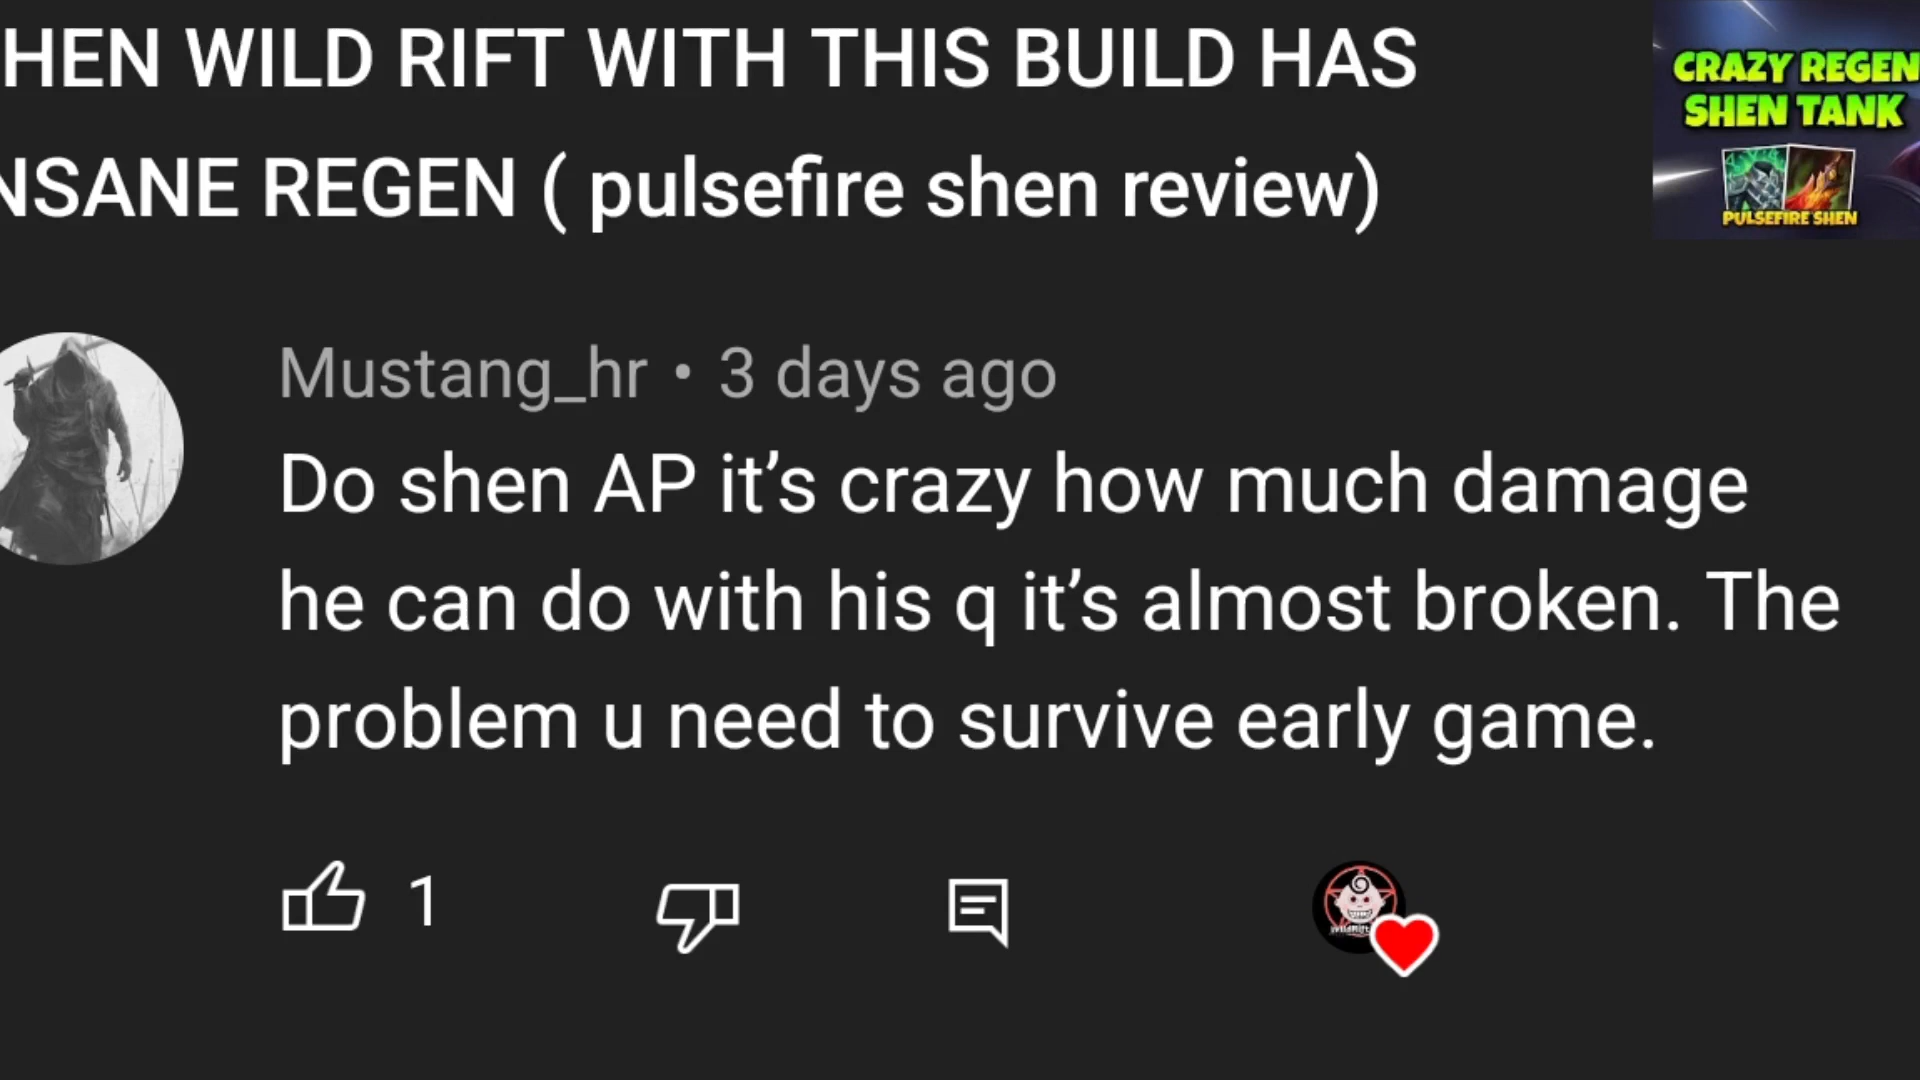 HEN WILD RIFT WITH THIS BUILD HAS
NSANE REGEN ( pulsefire shen review)
CRAZY REGEN
SHEN TANK
PULSEFIRE SHEN
Mustang_hr • 3 days ago
Do shen AP it’s crazy how much damage
he can do with his q it’s almost broken. The
problem u need to survive early game.
1